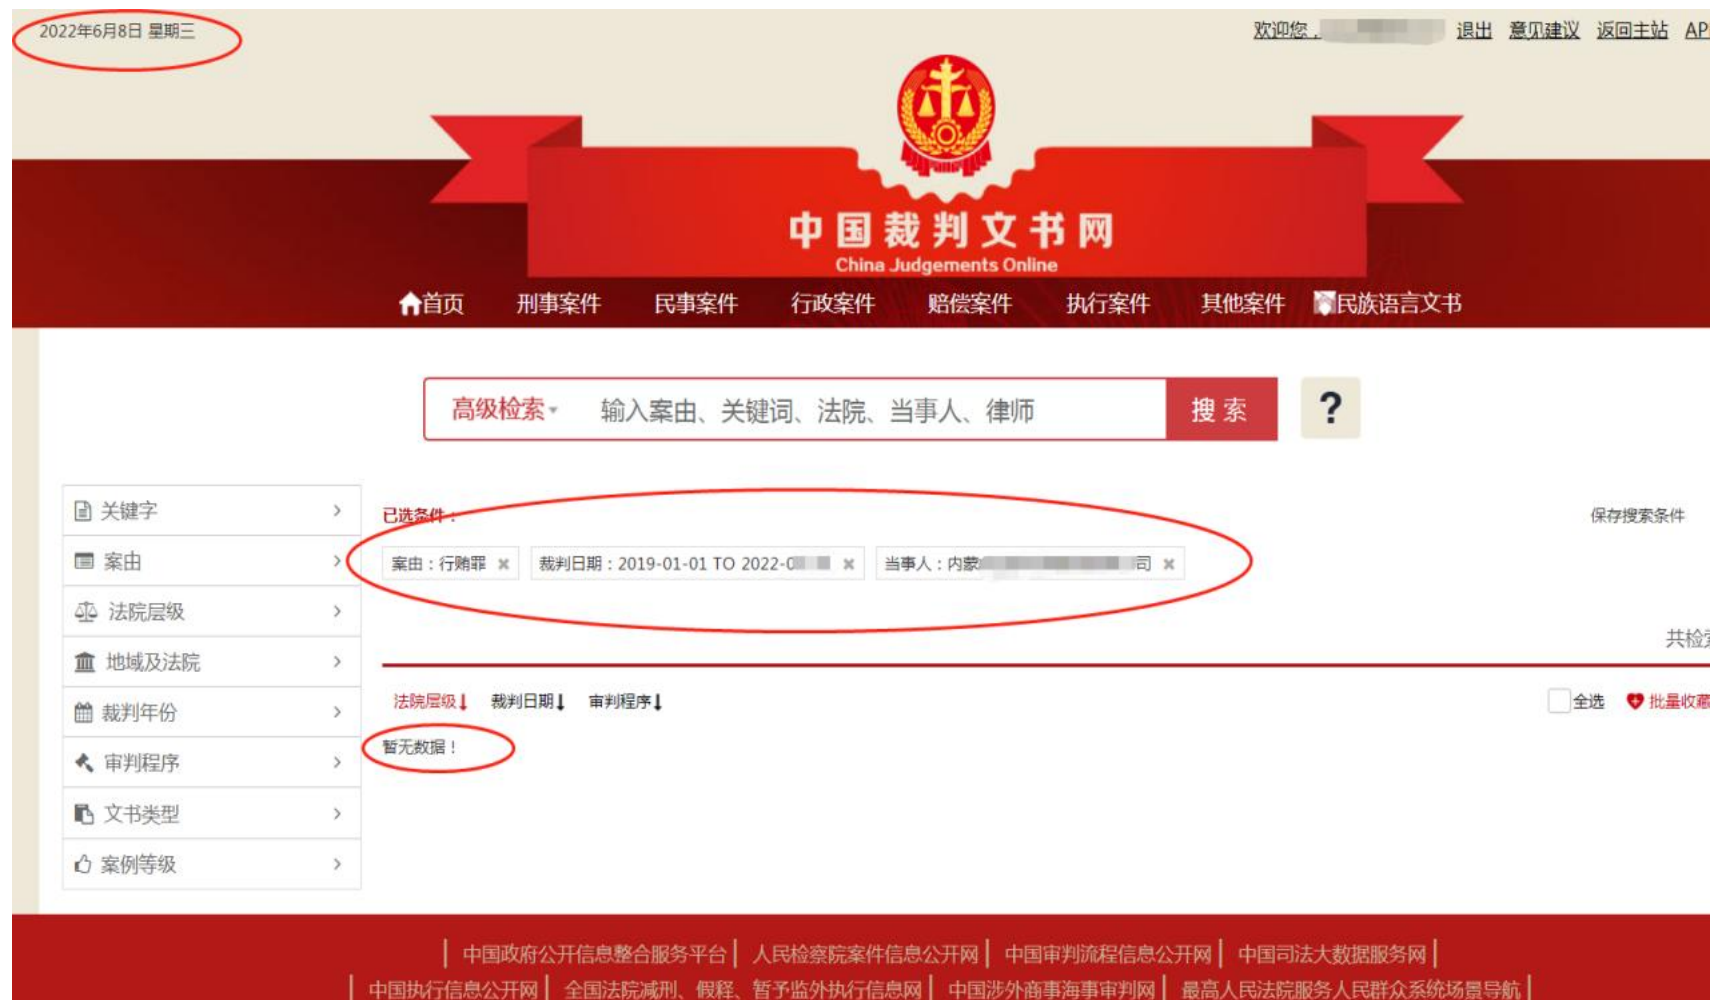 2022年6月8日 星期三
欢迎您， 退出 意见建议 返回主站 AP
中国裁判文书网
China Judgements Online
首页 刑事案件 民事案件 行政案件 赔偿案件 执行案件 其他案件 民族语言文书
高级检索 输入案由、关键词、法院、当事人、律师 搜索 ?
关键字
已选条件：
保存搜索条件
案由
案由：行贿罪 裁判日期：2019-01-01 TO 2022-0 当事人：内蒙 司
法院层级
共检索
地域及法院
法院层级 裁判日期 审判程序 全选 批量收藏
裁判年份
暂无数据！
审判程序
文书类型
案例等级
中国政府公开信息整合服务平台 人民检察院案件信息公开网 中国审判流程信息公开网 中国司法大数据服务网
中国执行信息公开网 全国法院减刑、假释、暂予监外执行信息网 中国涉外商事海事审判网 最高人民法院服务人民群众系统场景导航